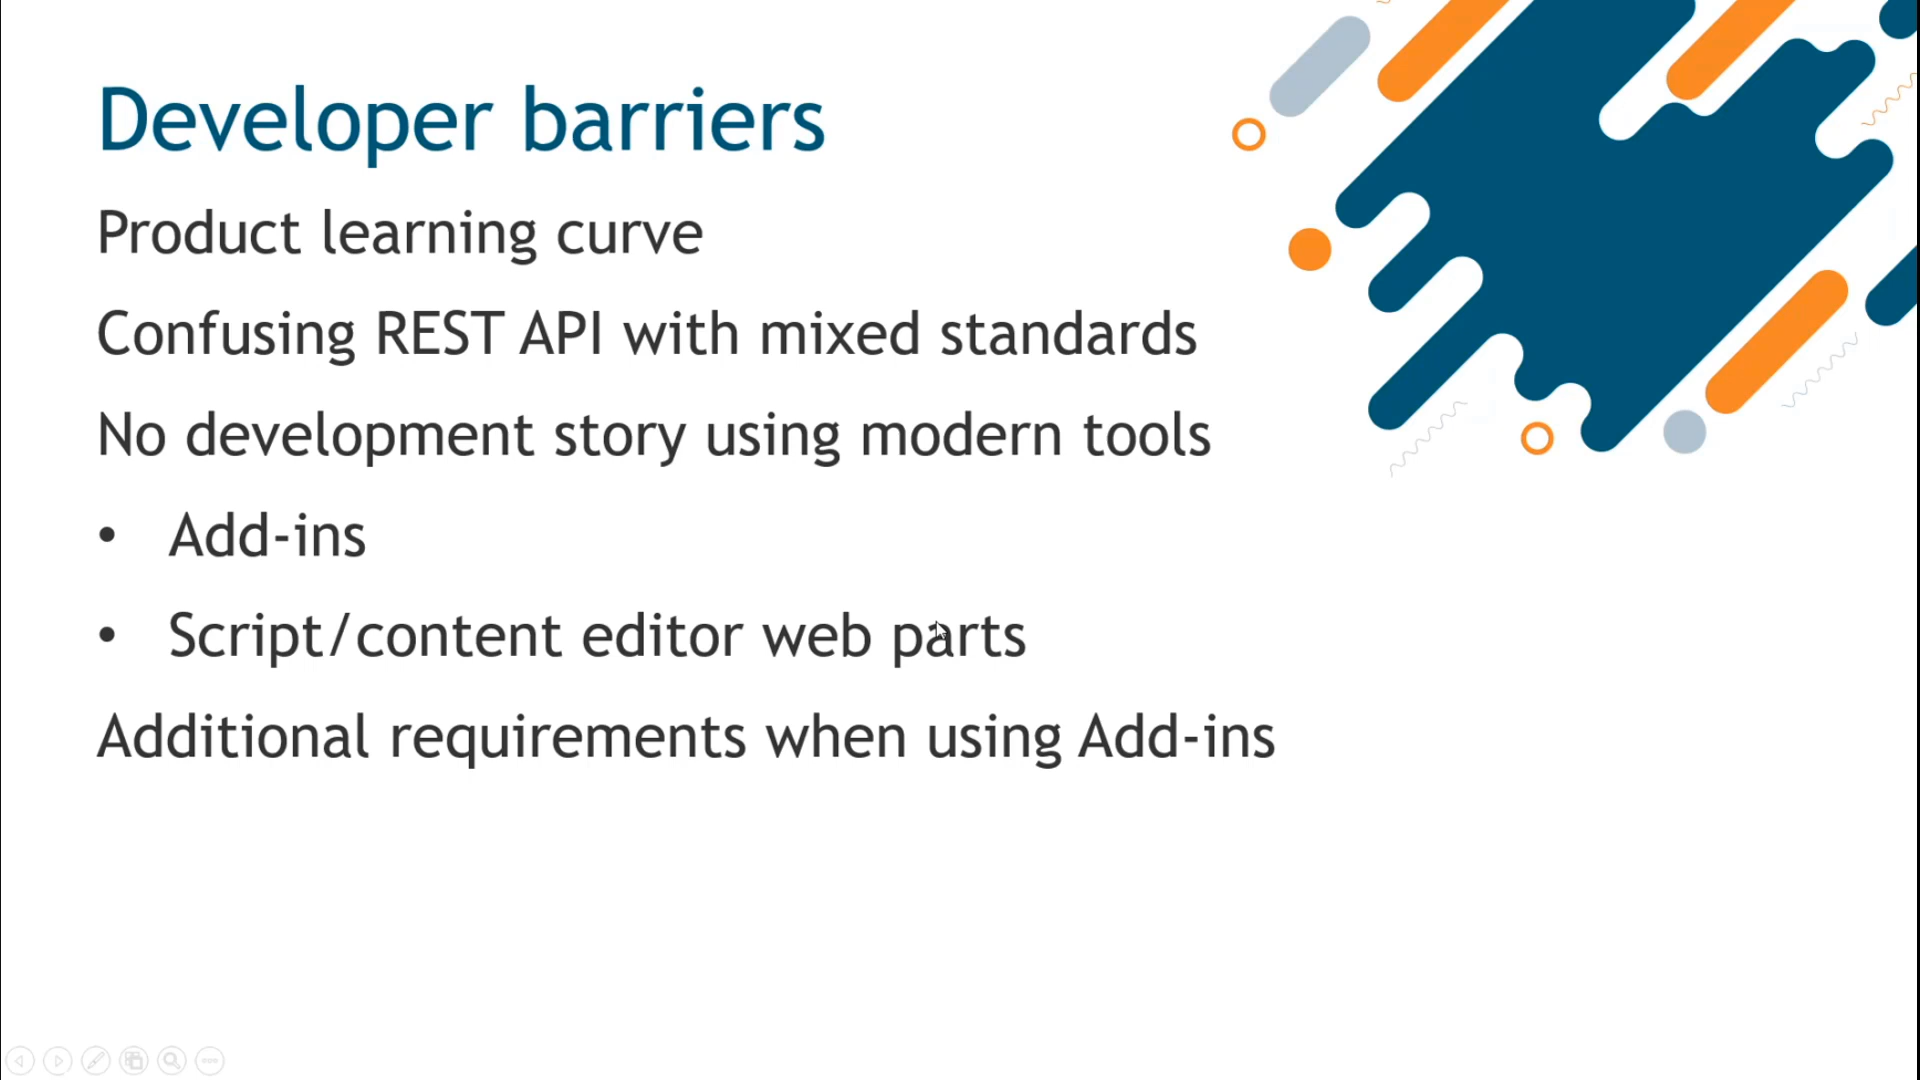 Developer barriers
Product learning curve
Confusing REST API with mixed standards
No development story using modern tools
• Add-ins
• Script/content editor web parts
Additional requirements when using Add-ins